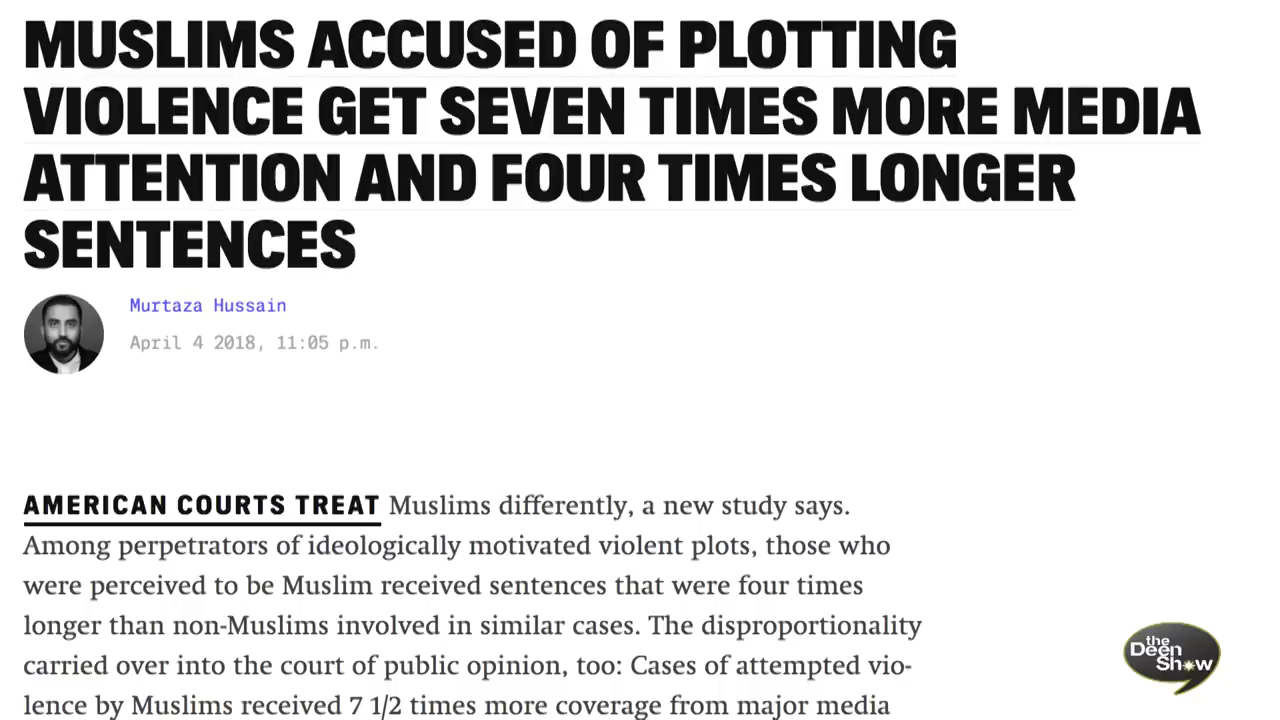 MUSLIMS ACCUSED OF PLOTTING
VIOLENCE GET SEVEN TIMES MORE MEDIA
ATTENTION AND FOUR TIMES LONGER
SENTENCES
Murtaza Hussain
April 4 2018, 11:05 p.m.
AMERICAN COURTS TREAT Muslims differently, a new study says.
Among perpetrators of ideologically motivated violent plots, those who
were perceived to be Muslim received sentences that were four times
longer than non-Muslims involved in similar cases. The disproportionality
carried over into the court of public opinion, too: Cases of attempted vio-
lence by Muslims received 7 1/2 times more coverage from major media
the
Deen
Show